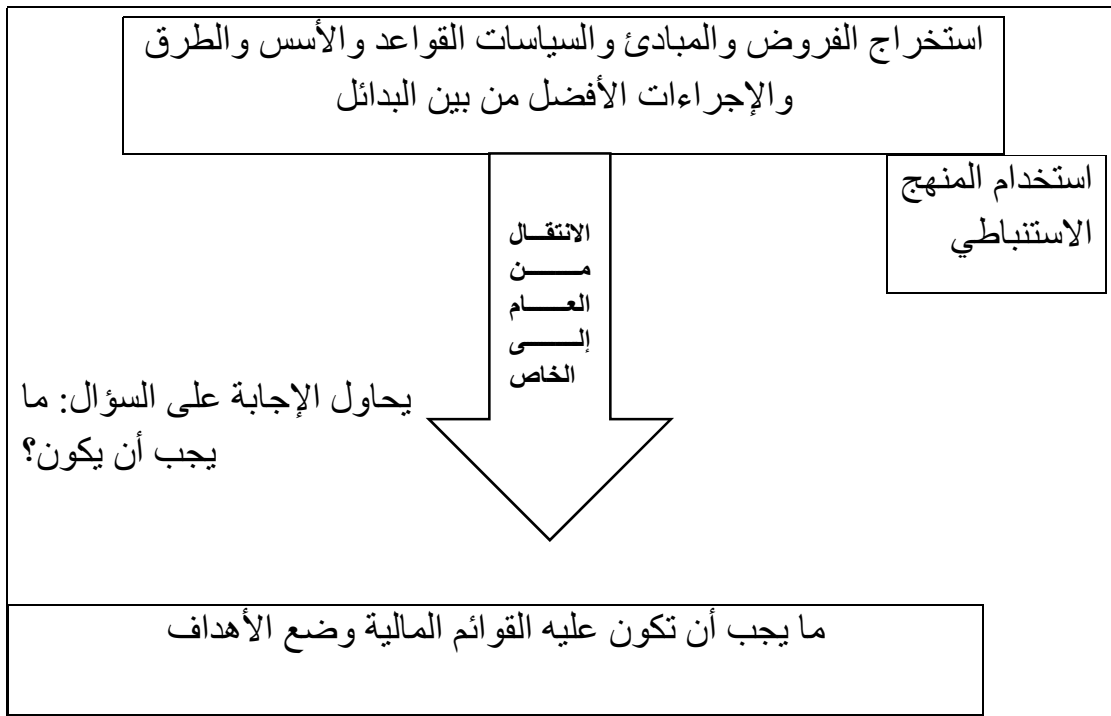 استخراج الفروض والمبادئ والسياسات القواعد والأسس والطرق
والإجراءات الأفضل من بين البدائل
استخدام المنهج
الاستنباطي
الانتقال
من
العام
إلى
الخاص
يحاول الإجابة على السؤال: ما
يجب أن يكون؟
ما يجب أن تكون عليه القوائم المالية وضع الأهداف